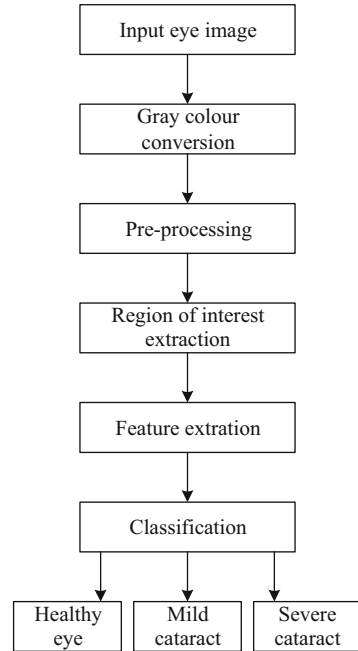 Input eye image
Gray colour
conversion
Pre-processing
Region of interest
extraction
Feature extration
Classification
Healthy
eye
Mild
cataract
Severe
cataract